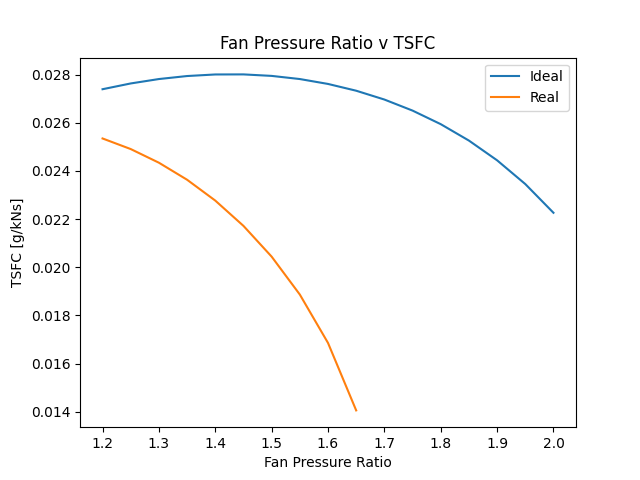 Fan Pressure Ratio v TSFC
Ideal
Real
TSFC [g/kNs]
0.028
0.026
0.024
0.022
0.020
0.018
0.016
0.014
1.2 1.3 1.4 1.5 1.6 1.7 1.8 1.9 2.0
Fan Pressure Ratio